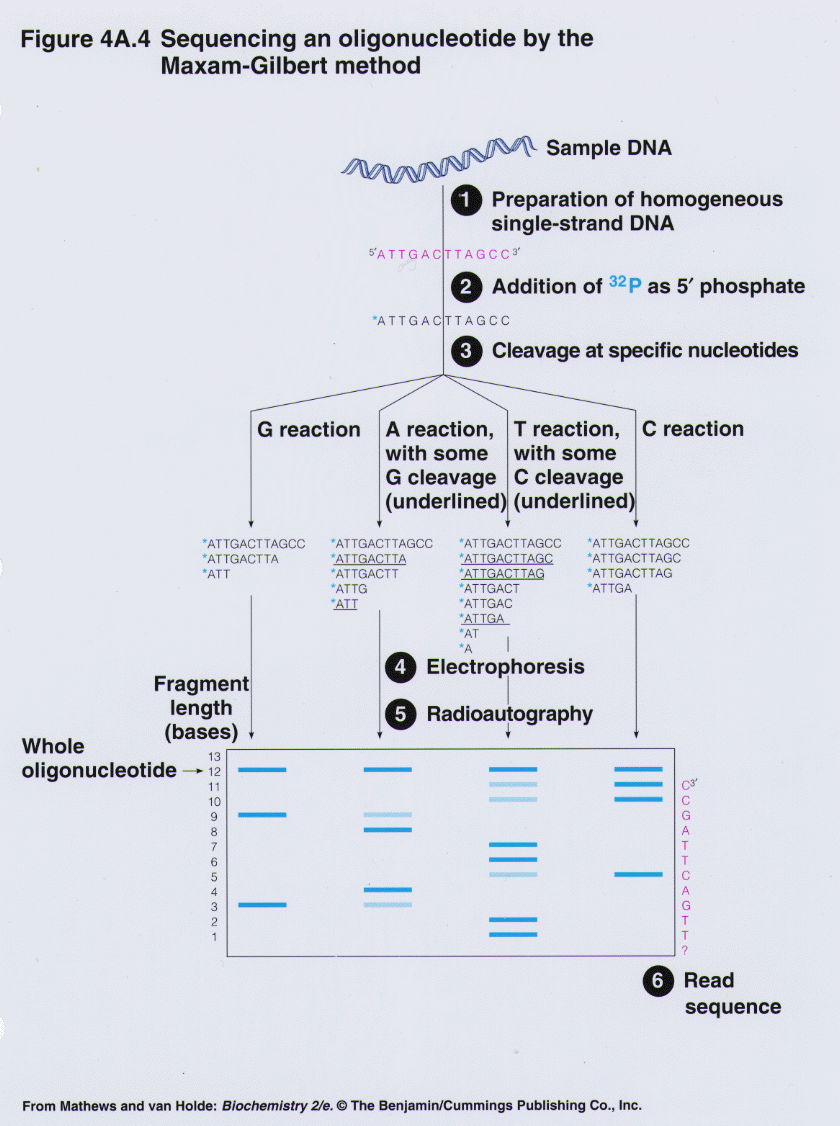 Figure 4A.4 Sequencing an oligonucleotide by the
Maxam-Gilbert method
Sample DNA
1 Preparation of homogeneous
single-strand DNA
5′ATTGACTTAGCC3′
2 Addition of 32P as 5′ phosphate
*ATTGACTTAGCC
3 Cleavage at specific nucleotides
G reaction
A reaction,
with some
G cleavage
(underlined)
T reaction,
with some
C cleavage
(underlined)
C reaction
*ATTGACTTAGCC
*ATTGACTTA
*ATT
*ATTGACTTAGCC
*ATTGACTTA
*ATTGACTT
*ATTG
*ATT
*ATTGACTTAGCC
*ATTGACTTAGC
*ATTGACTTAG
*ATTGACT
*ATTGAC
*ATTGA
*AT
*A
*ATTGACTTAGCC
*ATTGACTTAGC
*ATTGACTTAG
*ATTGA
4 Electrophoresis
5 Radioautography
Fragment
length
(bases)
Whole
oligonucleotide
13
12
11
10
9
8
7
6
5
4
3
2
1
C3′
C
G
A
T
T
C
A
G
T
T
?
6 Read
sequence
From Mathews and van Holde: Biochemistry 2/e. © The Benjamin/Cummings Publishing Co., Inc.